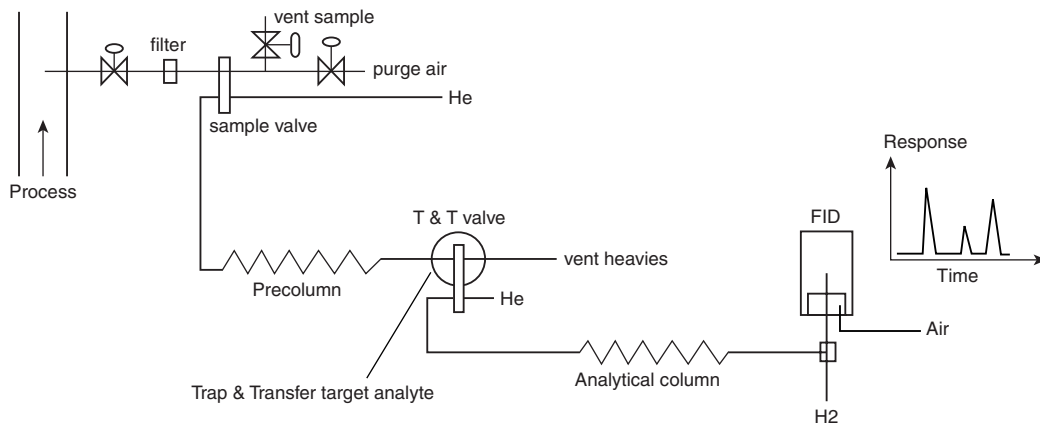 vent sample
filter
purge air
He
sample valve
Process
Response
Time
T & T valve
FID
vent heavies
Precolumn
He
Air
Trap & Transfer target analyte
Analytical column
H2